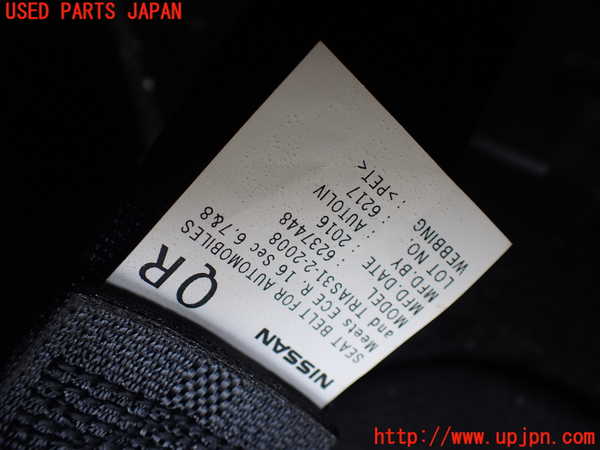 USED PARTS JAPAN
NISSAN
SEAT BELT FOR AUTOMOBILES
Meets ECE R. 16 Sec 6.7&8
and TRIAS31-2-2008
MODEL : 6237448
MFD.DATE : 2016
MFD.BY : AUTOLIV
LOT NO. : 6217
WEBBING : >PET<
QR
http://www.upjpn.com/